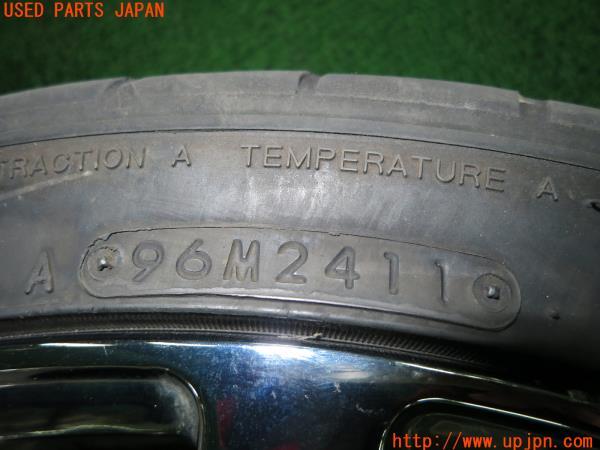 USED PARTS JAPAN
TRACTION A TEMPERATURE A
A 96M2411
http://www.upjpn.com/